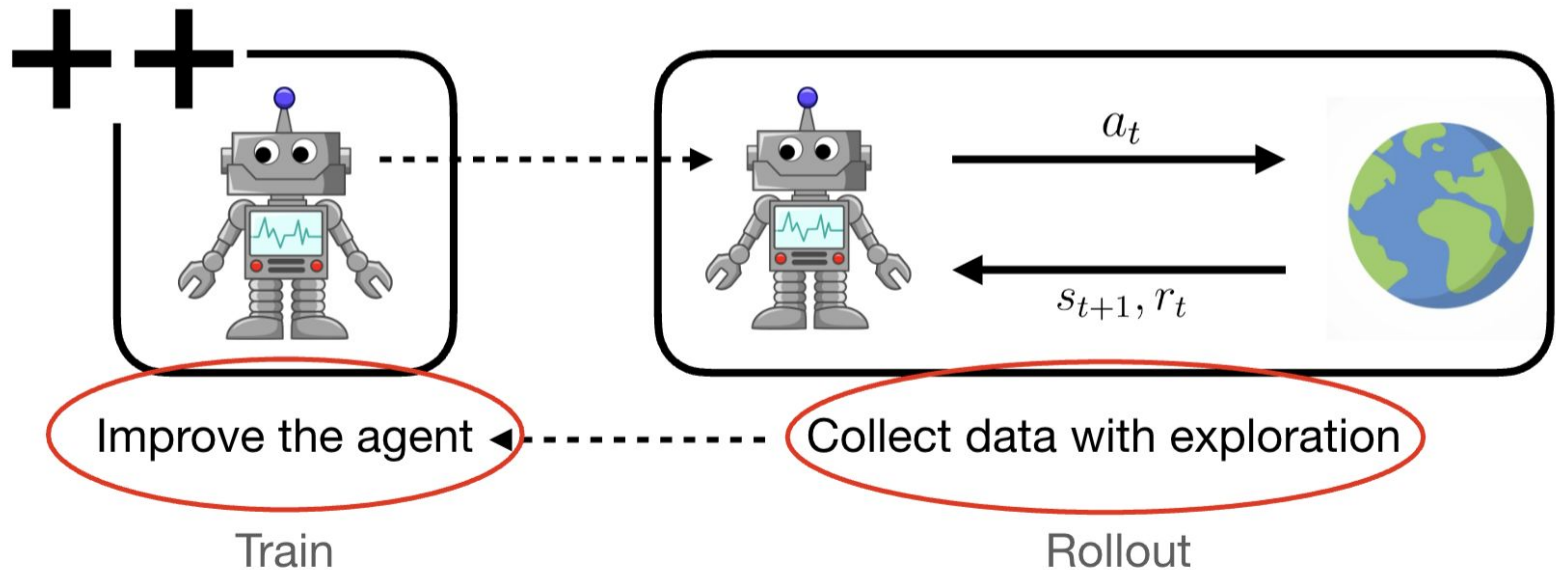 ++
a_t
s_{t+1}, r_t
Improve the agent
Collect data with exploration
Train
Rollout